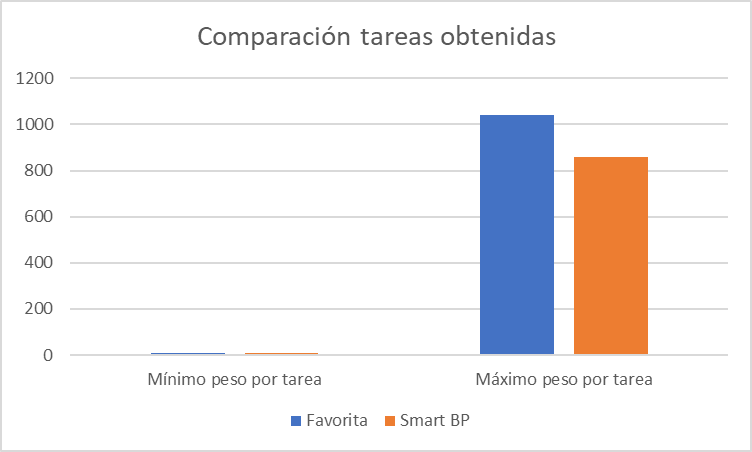 Comparación tareas obtenidas
1200
1000
800
600
400
200
0
Mínimo peso por tarea Máximo peso por tarea
Favorita Smart BP